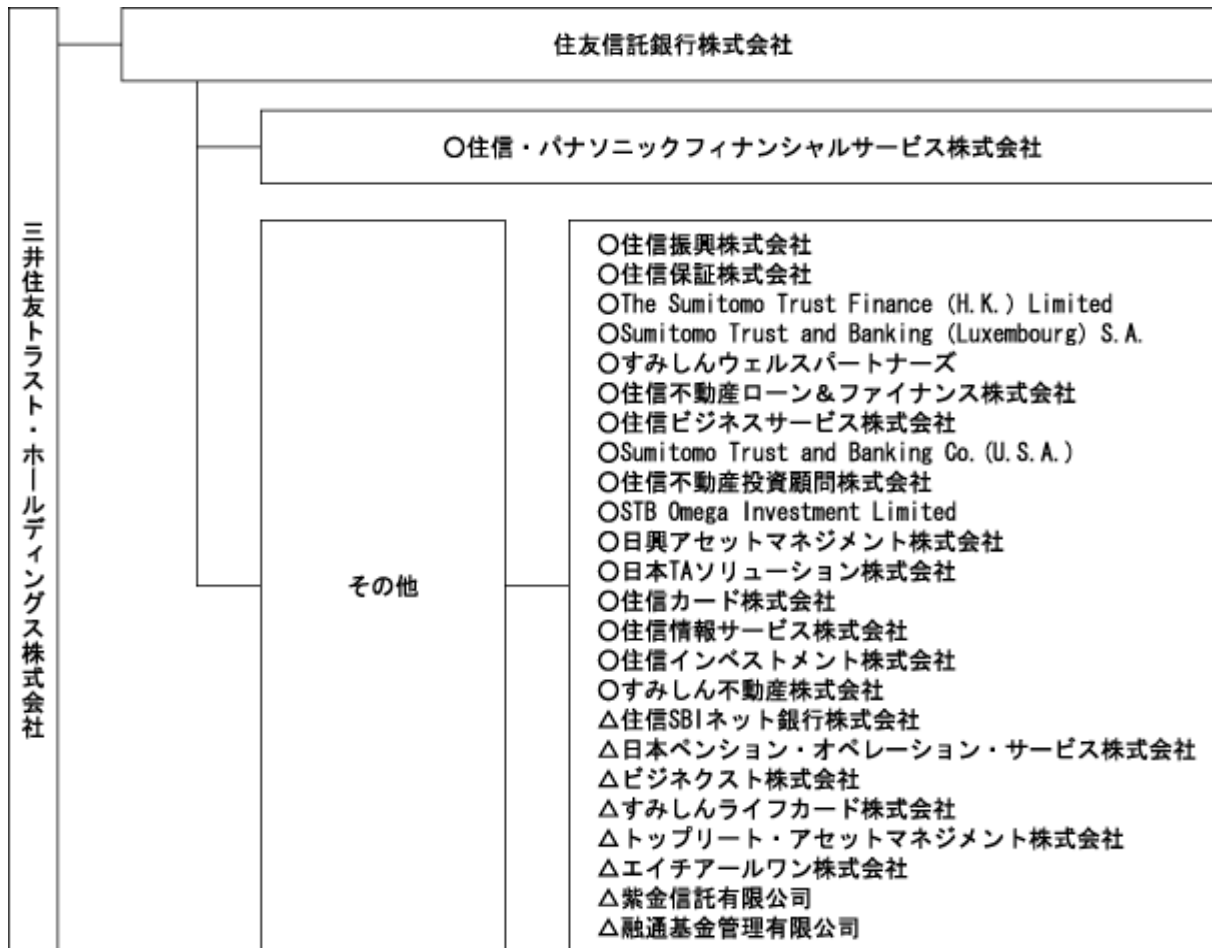 住友信託銀行株式会社
○住信・パナソニックフィナンシャルサービス株式会社
三井住友トラスト・ホールディングス株式会社
その他
○住信振興株式会社
○住信保証株式会社
○The Sumitomo Trust Finance (H.K.) Limited
○Sumitomo Trust and Banking (Luxembourg) S.A.
○すみしんウェルスパートナーズ
○住信不動産ローン&ファイナンス株式会社
○住信ビジネスサービス株式会社
○Sumitomo Trust and Banking Co.(U.S.A.)
○住信不動産投資顧問株式会社
○STB Omega Investment Limited
○日興アセットマネジメント株式会社
○日本TAソリューション株式会社
○住信カード株式会社
○住信情報サービス株式会社
○住信インベストメント株式会社
○すみしん不動産株式会社
△住信SBIネット銀行株式会社
△日本ペンション・オペレーション・サービス株式会社
△ビジネクスト株式会社
△すみしんライフカード株式会社
△トップリート・アセットマネジメント株式会社
△エイチアールワン株式会社
△紫金信託有限公司
△融通基金管理有限公司